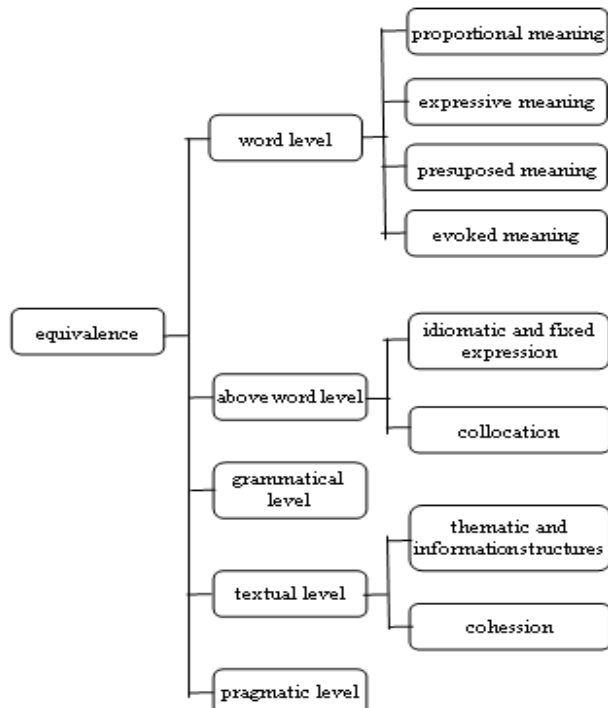 proportional meaning
expressive meaning
word level
presuposed meaning
evoked meaning
equivalence
idiomatic and fixed
expression
above word level
collocation
grammatical
level
thematic and
informationstructures
textual level
cohession
pragmatic level